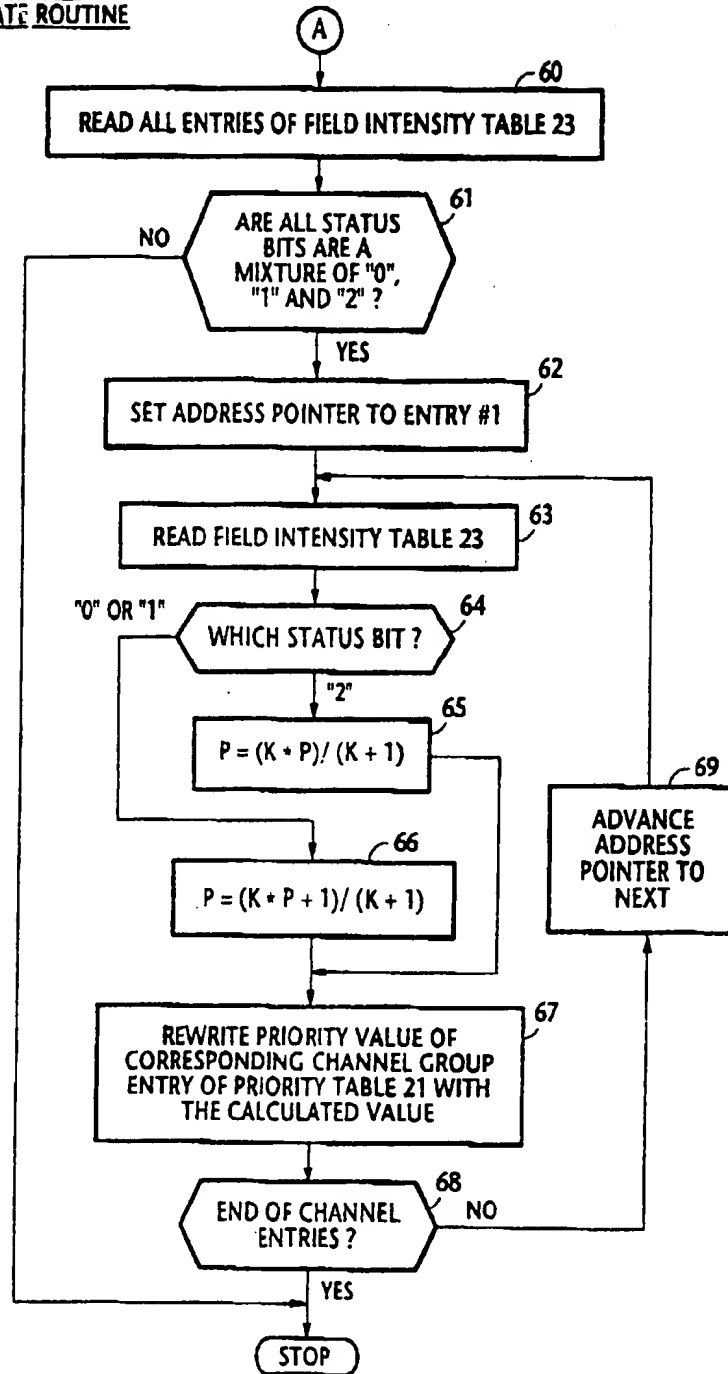 ROUTINE
A
60
READ ALL ENTRIES OF FIELD INTENSITY TABLE 23
61
ARE ALL STATUS
BITS ARE A
MIXTURE OF "0",
"1" AND "2" ?
NO
YES
62
SET ADDRESS POINTER TO ENTRY #1
63
READ FIELD INTENSITY TABLE 23
64
"0" OR "1"
WHICH STATUS BIT ?
"2"
65
P = (K * P) / (K + 1)
66
P = (K * P + 1) / (K + 1)
69
ADVANCE
ADDRESS
POINTER TO
NEXT
67
REWRITE PRIORITY VALUE OF
CORRESPONDING CHANNEL GROUP
ENTRY OF PRIORITY TABLE 21 WITH
THE CALCULATED VALUE
68
END OF CHANNEL
ENTRIES ?
NO
YES
STOP